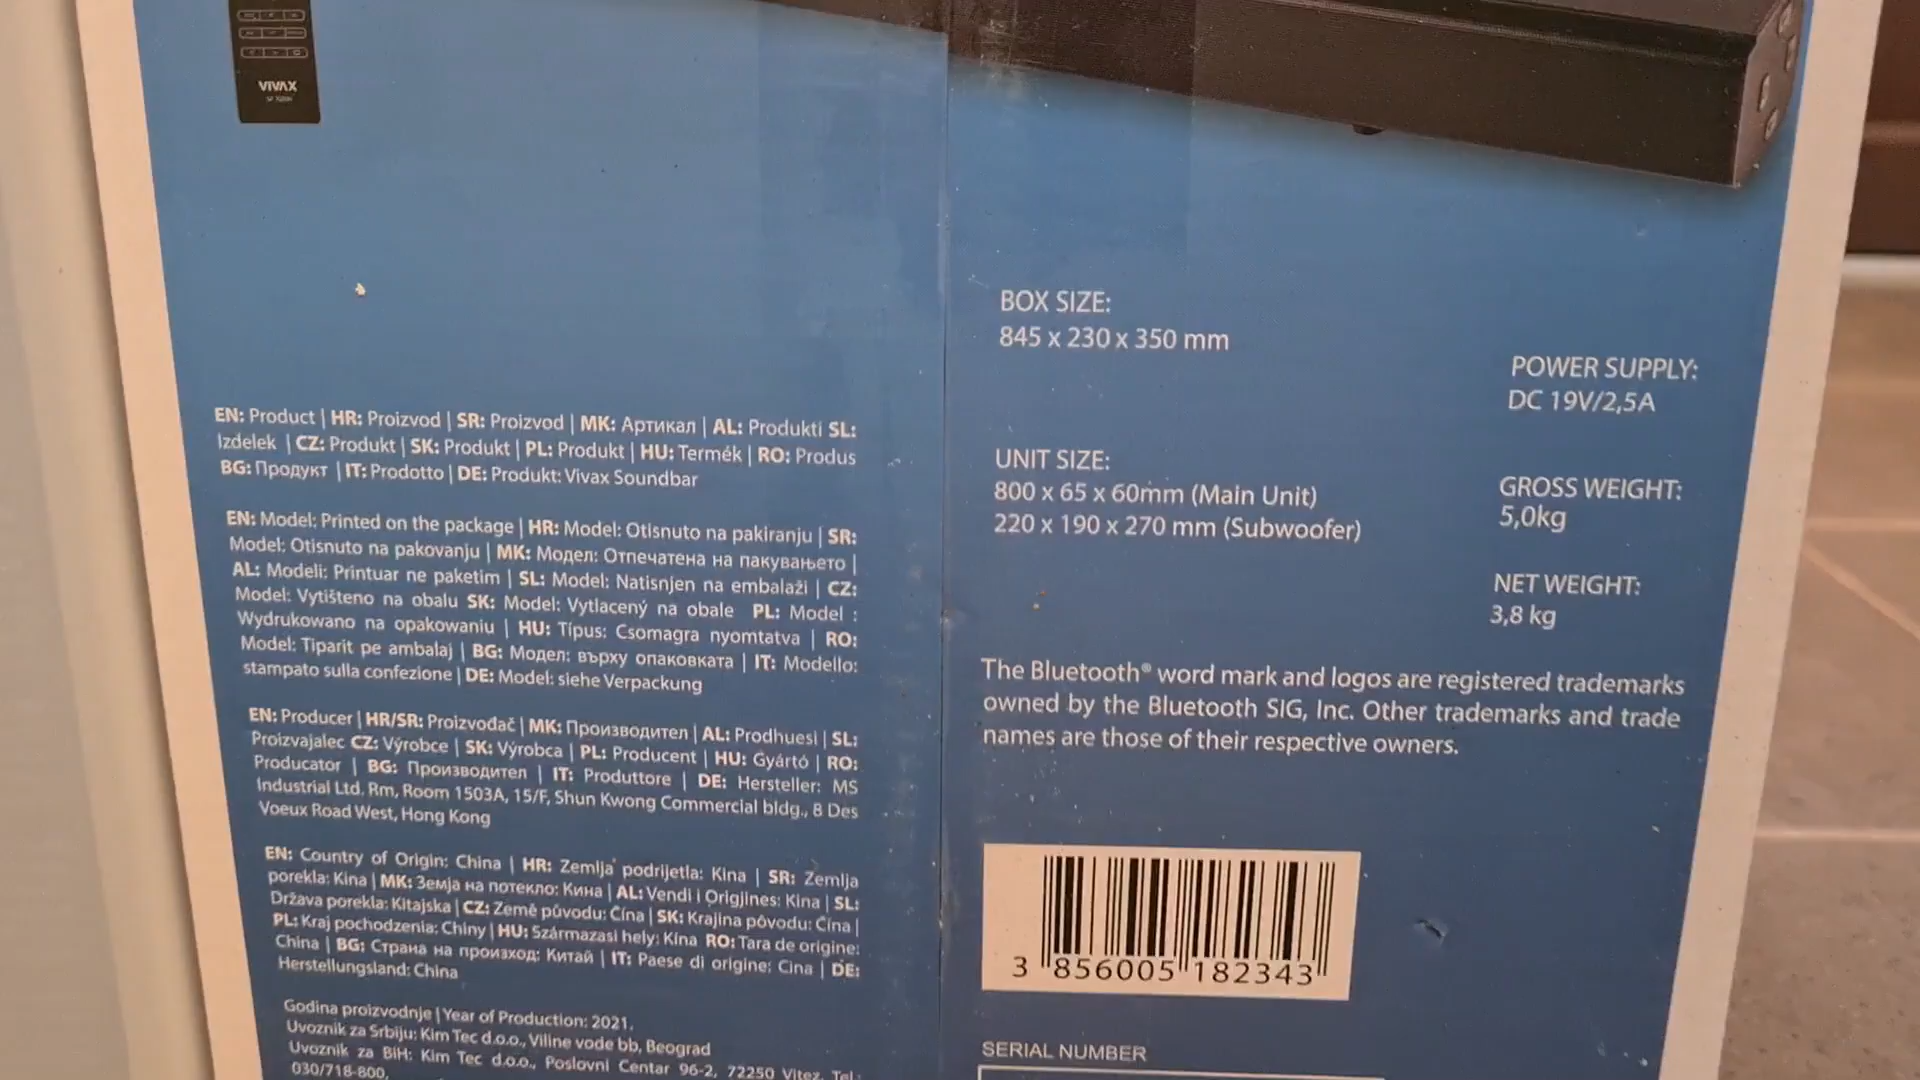 VIVAX
EN: Product | HR: Proizvod | SR: Proizvod | MK: Артикал | AL: Produkti SL:
Izdelek | CZ: Produkt | SK: Produkt | PL: Produkt | HU: Termék | RO: Produs
BG: Продукт | IT: Prodotto | DE: Produkt: Vivax Soundbar
EN: Model: Printed on the package | HR: Model: Otisnuto na pakiranju | SR:
Model: Otisnuto na pakovanju | MK: Модел: Отпечатена на пакувањето |
AL: Modeli: Printuar ne paketim | SL: Model: Natisnjen na embalaži | CZ:
Model: Vytišteno na obalu SK: Model: Vytlacený na obale PL: Model :
Wydrukowano na opakowaniu | HU: Típus: Csomagra nyomtatva | RO:
Model: Tiparit pe ambalaj | BG: Модел: върху опаковката | IT: Modello:
stampato sulla confezione | DE: Model: siehe Verpackung
EN: Producer | HR/SR: Proizvođač | MK: Производител | AL: Prodhuesi | SL:
Proizvajalec CZ: Výrobce | SK: Výrobca | PL: Producent | HU: Gyártó | RO:
Producator | BG: Производител | IT: Produttore | DE: Hersteller: MS
Industrial Ltd. Rm, Room 1503A, 15/F, Shun Kwong Commercial bldg., 8 Des
Voeux Road West, Hong Kong
EN: Country of Origin: China | HR: Zemlja podrijetla: Kina | SR: Zemlja
porekla: Kina | MK: Земја на потекло: Кина | AL: Vendi i Origjines: Kina | SL:
Država porekla: Kitajska | CZ: Země původu: Čína | SK: Krajina pôvodu: Čína |
PL: Kraj pochodzenia: Chiny | HU: Származasi hely: Kína RO: Tara de origine:
China | BG: Страна на произход: Китай | IT: Paese di origine: Cina | DE:
Herstellungsland: China
Godina proizvodnje | Year of Production: 2021.
Uvoznik za Srbiju: Kim Tec d.o.o., Viline vode bb, Beograd
Uvoznik za BiH: Kim Tec d.o.o., Poslovni Centar 96-2, 72250 Vitez, Tel:
030/718-800,
BOX SIZE:
845 x 230 x 350 mm
UNIT SIZE:
800 x 65 x 60mm (Main Unit)
220 x 190 x 270 mm (Subwoofer)
POWER SUPPLY:
DC 19V/2,5A
GROSS WEIGHT:
5,0kg
NET WEIGHT:
3,8 kg
The Bluetooth® word mark and logos are registered trademarks
owned by the Bluetooth SIG, Inc. Other trademarks and trade
names are those of their respective owners.
3 856005 182343
SERIAL NUMBER